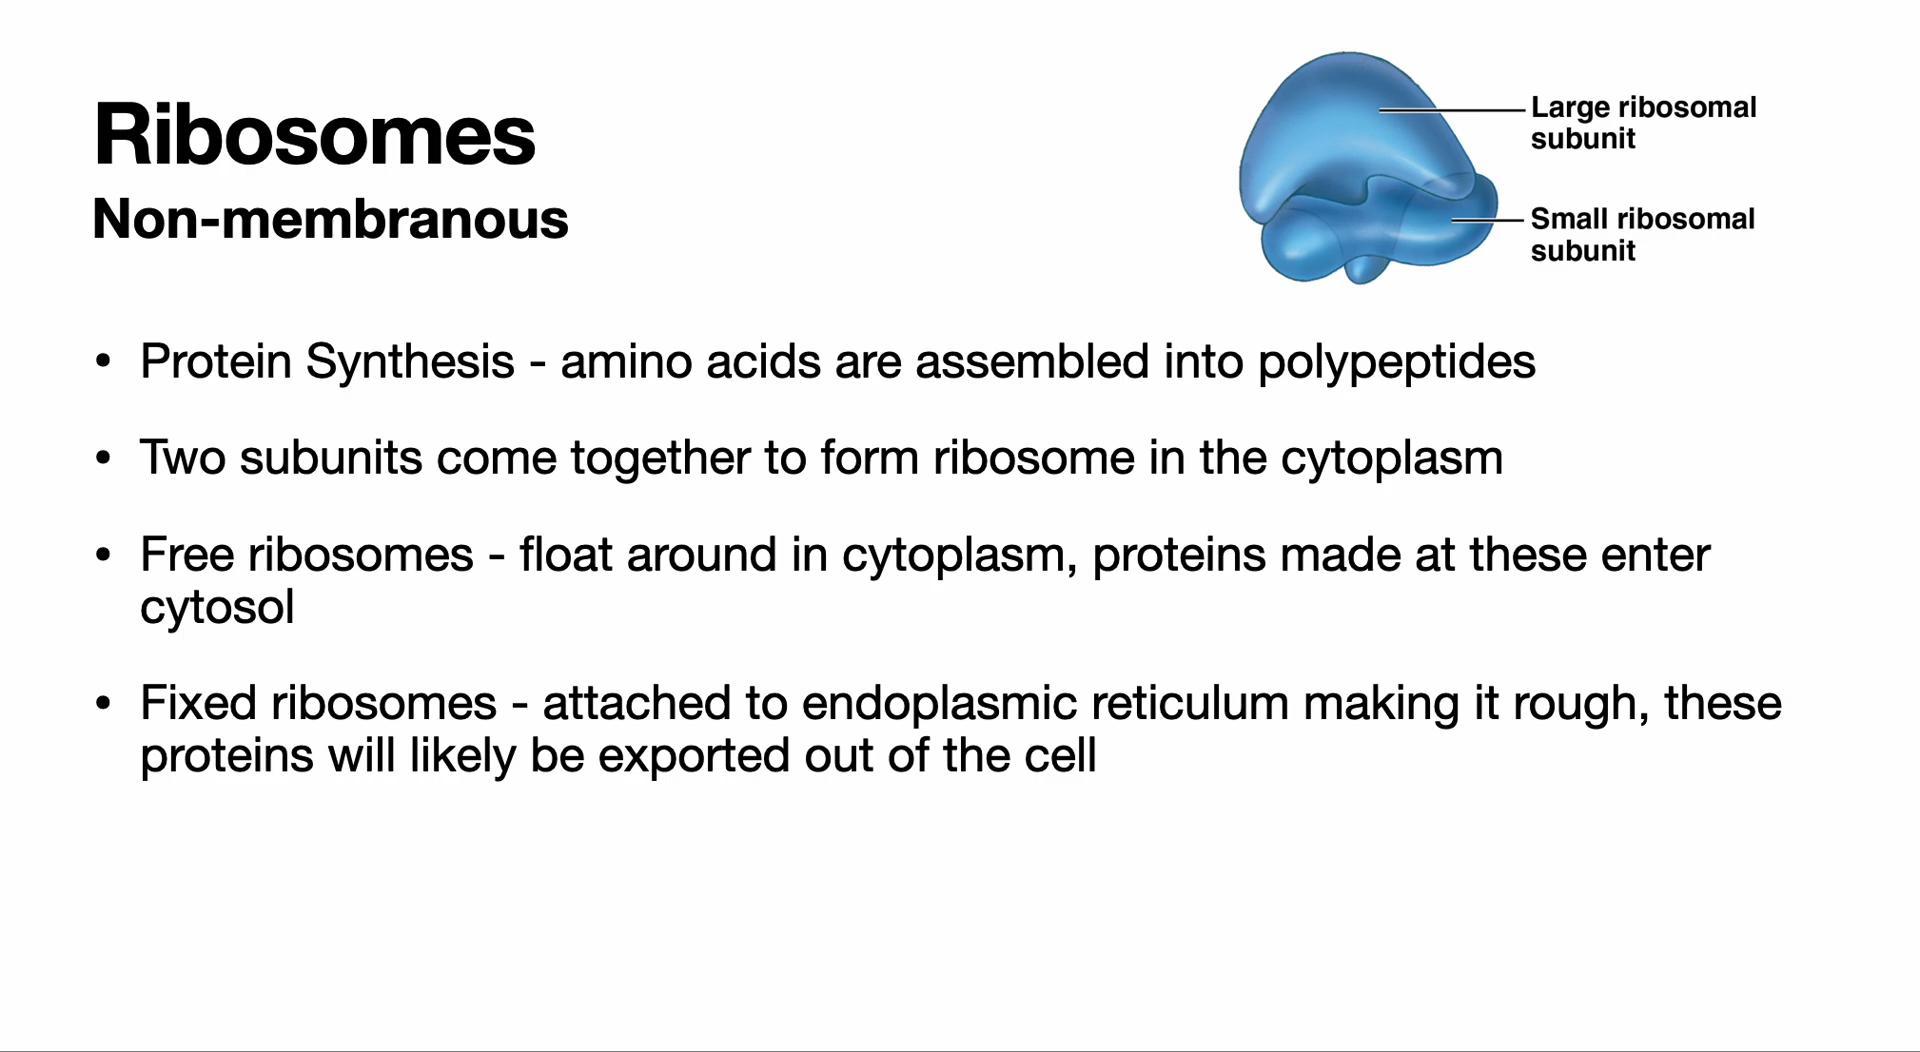 Ribosomes
Non-membranous
Large ribosomal
subunit
Small ribosomal
subunit
• Protein Synthesis - amino acids are assembled into polypeptides
• Two subunits come together to form ribosome in the cytoplasm
• Free ribosomes - float around in cytoplasm, proteins made at these enter
cytosol
• Fixed ribosomes - attached to endoplasmic reticulum making it rough, these
proteins will likely be exported out of the cell